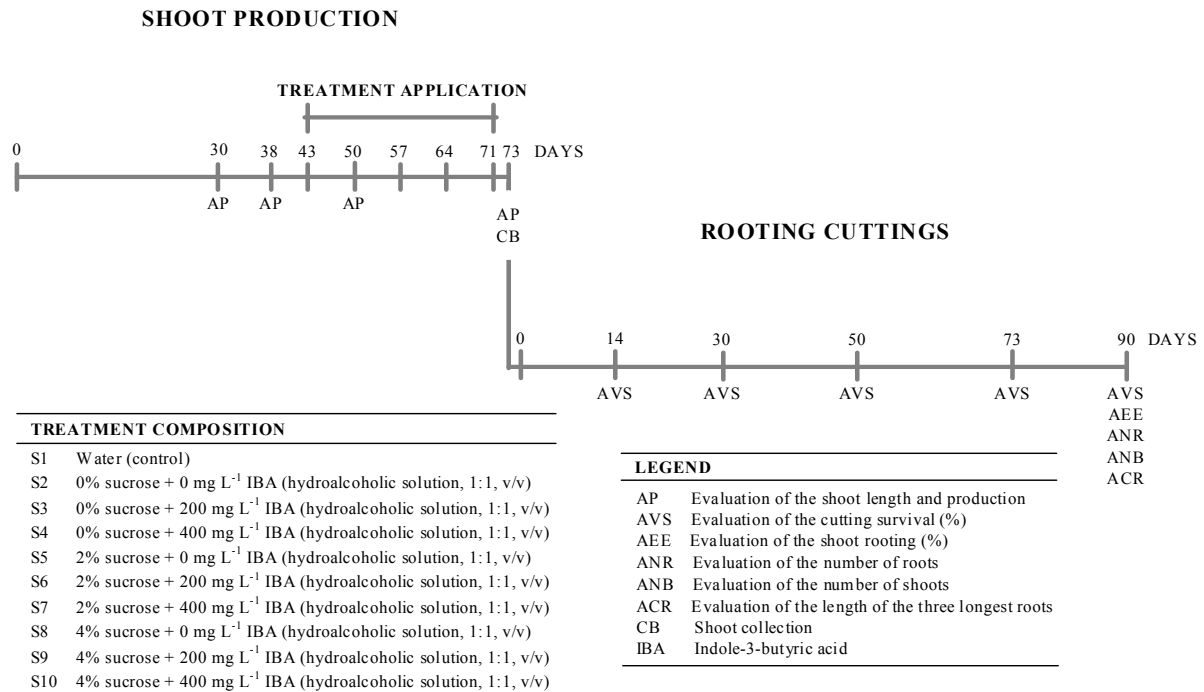 SHOOT PRODUCTION
TREATMENT APPLICATION
0 30 38 43 50 57 64 71 73 DAYS
AP AP AP AP
CB
ROOTING CUTTINGS
0 14 30 50 73 90 DAYS
AVS AVS AVS AVS AVS
AEE
ANR
ANB
ACR
TREATMENT COMPOSITION
S1 Water (control)
S2 0% sucrose + 0 mg L⁻¹ IBA (hydroalcoholic solution, 1:1, v/v)
S3 0% sucrose + 200 mg L⁻¹ IBA (hydroalcoholic solution, 1:1, v/v)
S4 0% sucrose + 400 mg L⁻¹ IBA (hydroalcoholic solution, 1:1, v/v)
S5 2% sucrose + 0 mg L⁻¹ IBA (hydroalcoholic solution, 1:1, v/v)
S6 2% sucrose + 200 mg L⁻¹ IBA (hydroalcoholic solution, 1:1, v/v)
S7 2% sucrose + 400 mg L⁻¹ IBA (hydroalcoholic solution, 1:1, v/v)
S8 4% sucrose + 0 mg L⁻¹ IBA (hydroalcoholic solution, 1:1, v/v)
S9 4% sucrose + 200 mg L⁻¹ IBA (hydroalcoholic solution, 1:1, v/v)
S10 4% sucrose + 400 mg L⁻¹ IBA (hydroalcoholic solution, 1:1, v/v)
LEGEND
AP Evaluation of the shoot length and production
AVS Evaluation of the cutting survival (%)
AEE Evaluation of the shoot rooting (%)
ANR Evaluation of the number of roots
ANB Evaluation of the number of shoots
ACR Evaluation of the length of the three longest roots
CB Shoot collection
IBA Indole-3-butyric acid